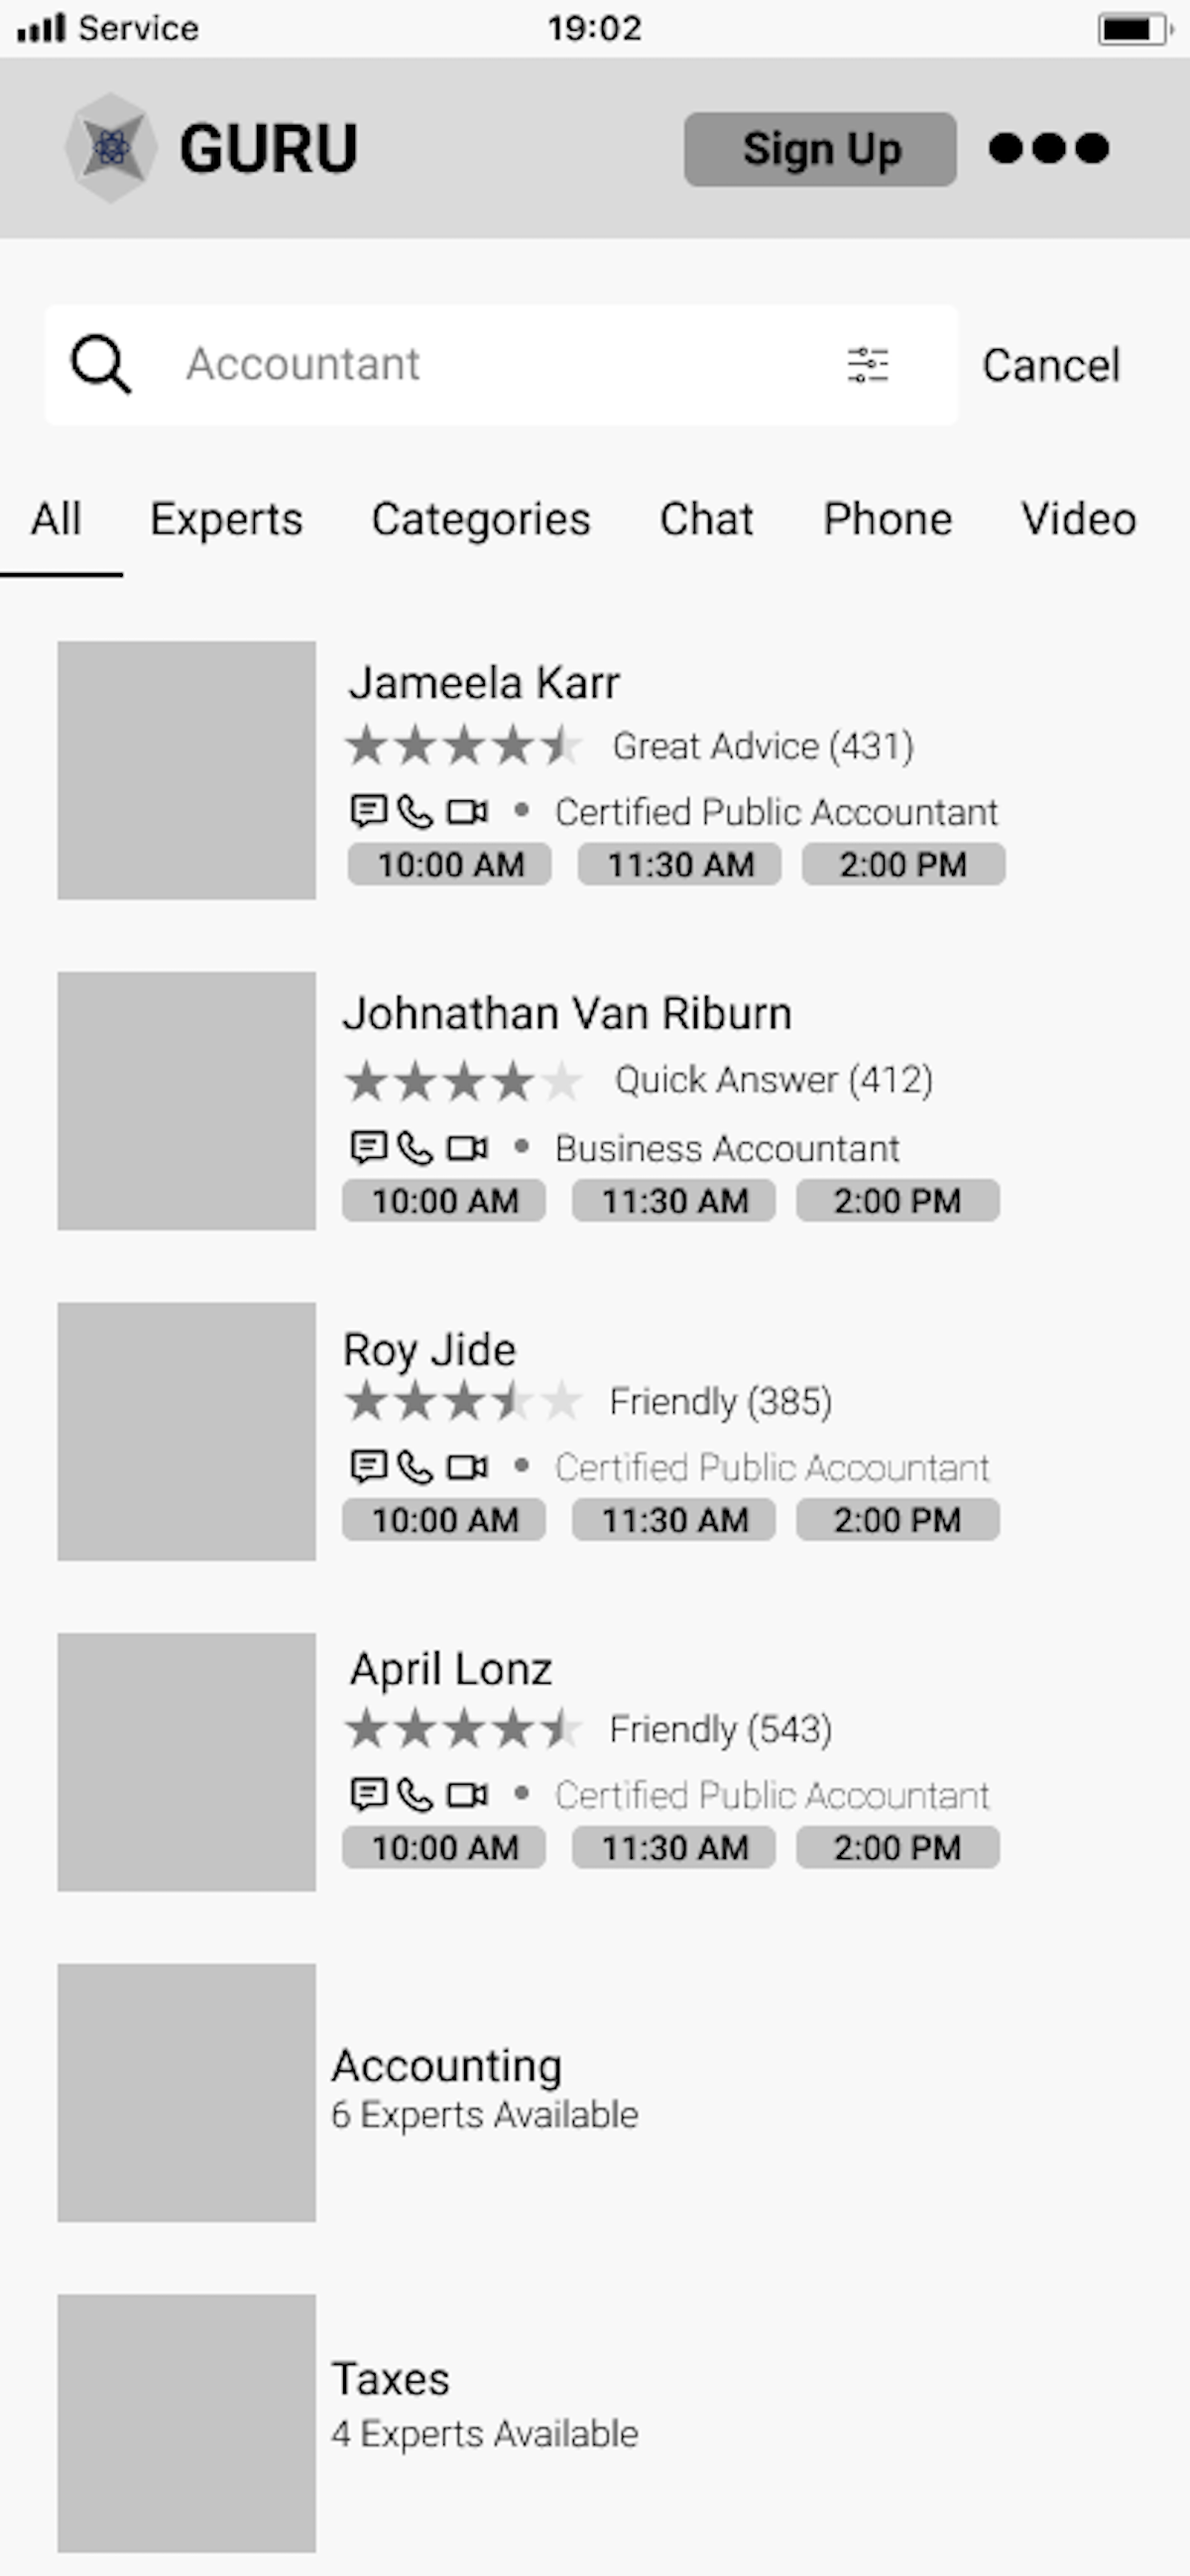 Service 19:02
GURU Sign Up
Accountant Cancel
All Experts Categories Chat Phone Video
Jameela Karr
Great Advice (431)
Certified Public Accountant
10:00 AM 11:30 AM 2:00 PM
Johnathan Van Riburn
Quick Answer (412)
Business Accountant
10:00 AM 11:30 AM 2:00 PM
Roy Jide
Friendly (385)
Certified Public Accountant
10:00 AM 11:30 AM 2:00 PM
April Lonz
Friendly (543)
Certified Public Accountant
10:00 AM 11:30 AM 2:00 PM
Accounting
6 Experts Available
Taxes
4 Experts Available